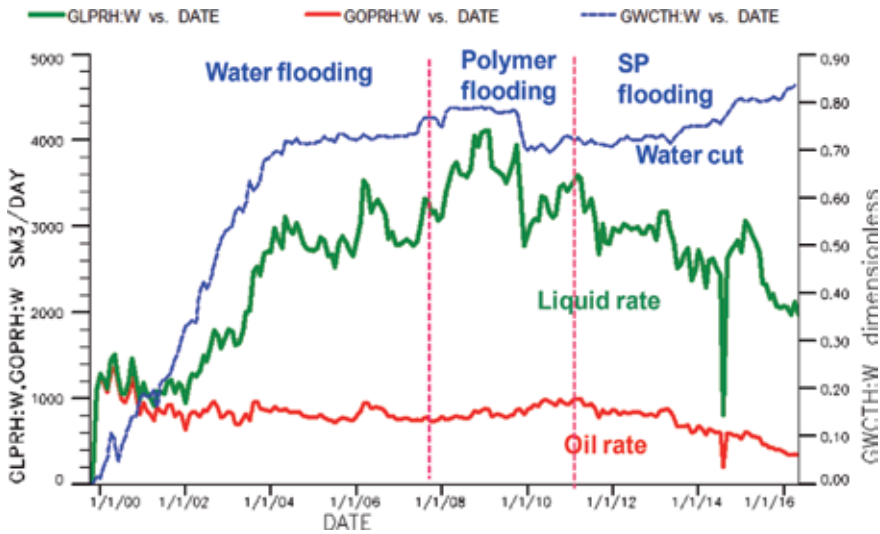 GLPRH:W vs. DATE GOPRH:W vs. DATE GWCTH:W vs. DATE
5000 0.90
Water flooding Polymer flooding SP flooding
4000 0.80
Water cut 0.70
3000 0.60
0.50
Liquid rate 0.40
2000
0.30
1000 0.20
Oil rate 0.10
0 0.00
1/1/00 1/1/02 1/1/04 1/1/06 1/1/08 1/1/10 1/1/12 1/1/14 1/1/16
DATE
GLPRH:W,GOPRH:W SM3/DAY
GWCTH:W dimensionless